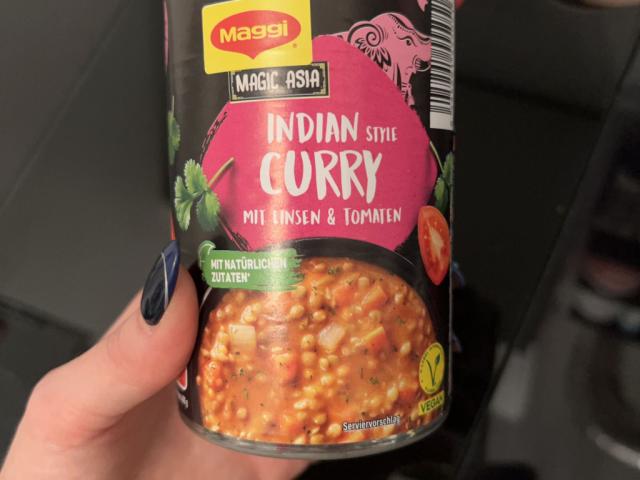 Maggi
MAGIC ASIA
INDIAN STYLE
CURRY
MIT LINSEN & TOMATEN
MIT NATÜRLICHEN
ZUTATEN*
Serviervorschlag
VEGAN